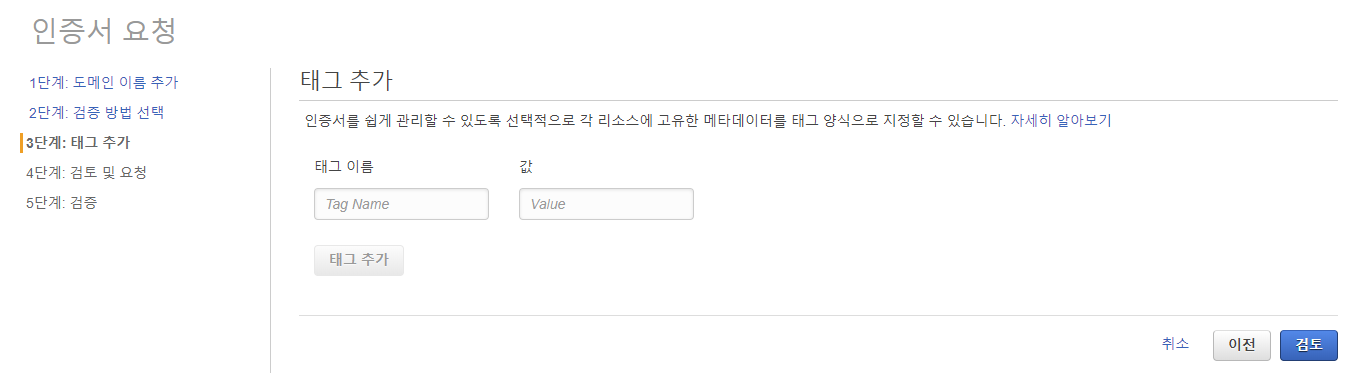 인증서 요청
1단계: 도메인 이름 추가
2단계: 검증 방법 선택
3단계: 태그 추가
4단계: 검토 및 요청
5단계: 검증
태그 추가
인증서를 쉽게 관리할 수 있도록 선택적으로 각 리소스에 고유한 메타데이터를 태그 양식으로 지정할 수 있습니다. 자세히 알아보기
태그 이름 값
Tag Name Value
태그 추가
취소 이전 검토